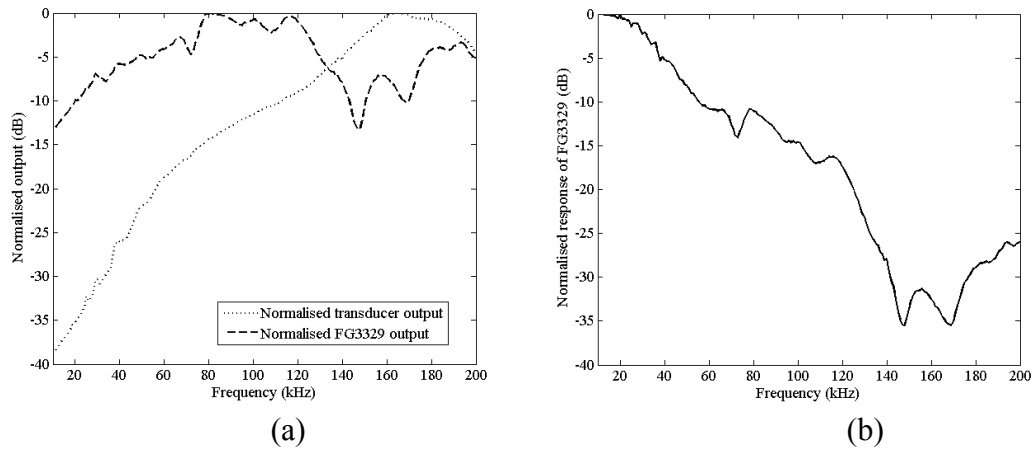 0
-5
-10
-15
-20
-25
-30
-35
-40
Normalised output (dB)
20 40 60 80 100 120 140 160 180 200
Frequency (kHz)
Normalised transducer output
Normalised FG3329 output
(a)
0
-5
-10
-15
-20
-25
-30
-35
-40
Normalised response of FG3329 (dB)
20 40 60 80 100 120 140 160 180 200
Frequency (kHz)
(b)